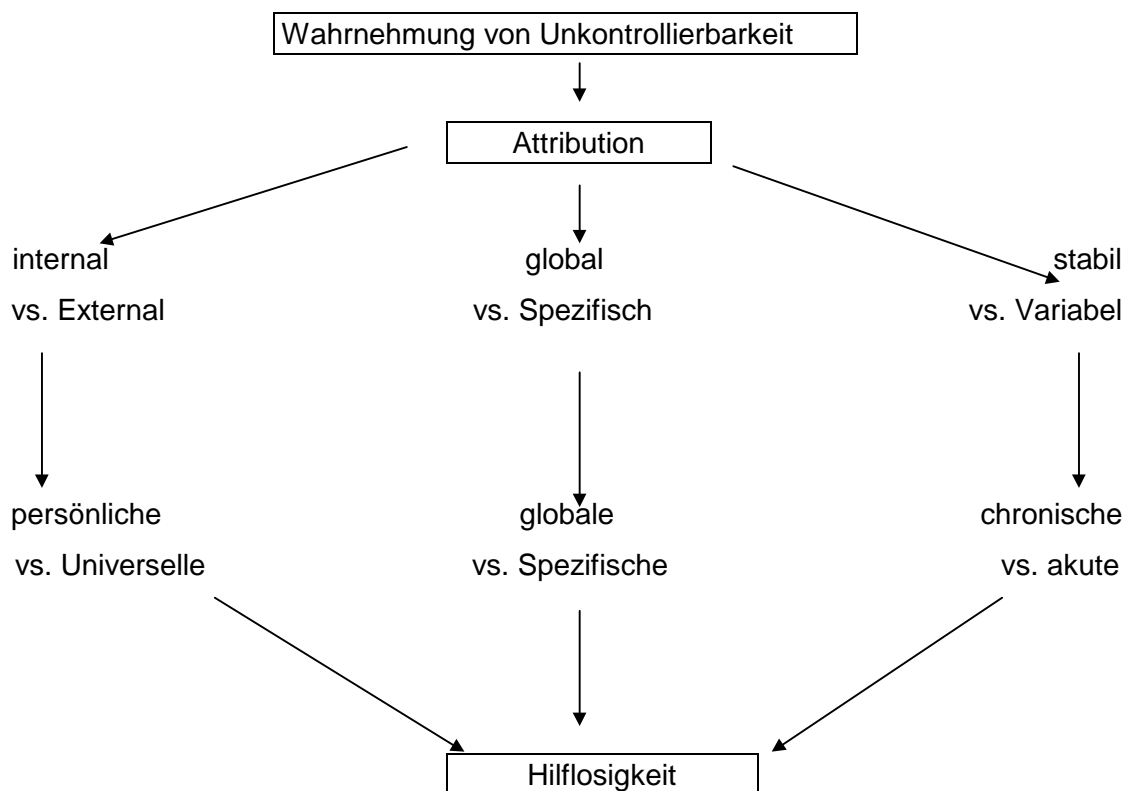 Wahrnehmung von Unkontrollierbarkeit
Attribution
internal
vs. External
global
vs. Spezifisch
stabil
vs. Variabel
persönliche
vs. Universelle
globale
vs. Spezifische
chronische
vs. akute
Hilflosigkeit